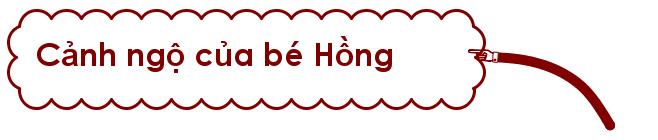 Cảnh ngộ của bé Hồng